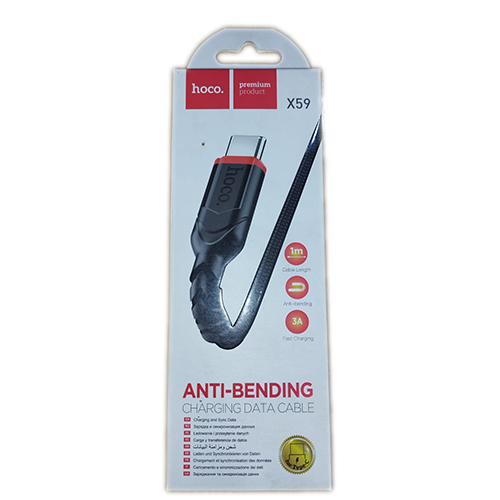 hoco.
premium
product
X59
hoco.
1m
Cable Length
Anti-bending
3A
Fast Charging
ANTI-BENDING
CHARGING DATA CABLE
Charging and Sync Data
Зарядка и синхронизация данных
Ładowanie i przesyłanie danych
Carga y transferencia de datos
شحن ومزامنة البيانات
Laden und Synchronisieren von Daten
Chargement et synchronisation des données
Caricamento e sincronizzazione dei dati
Заряджання та синхронізація даних